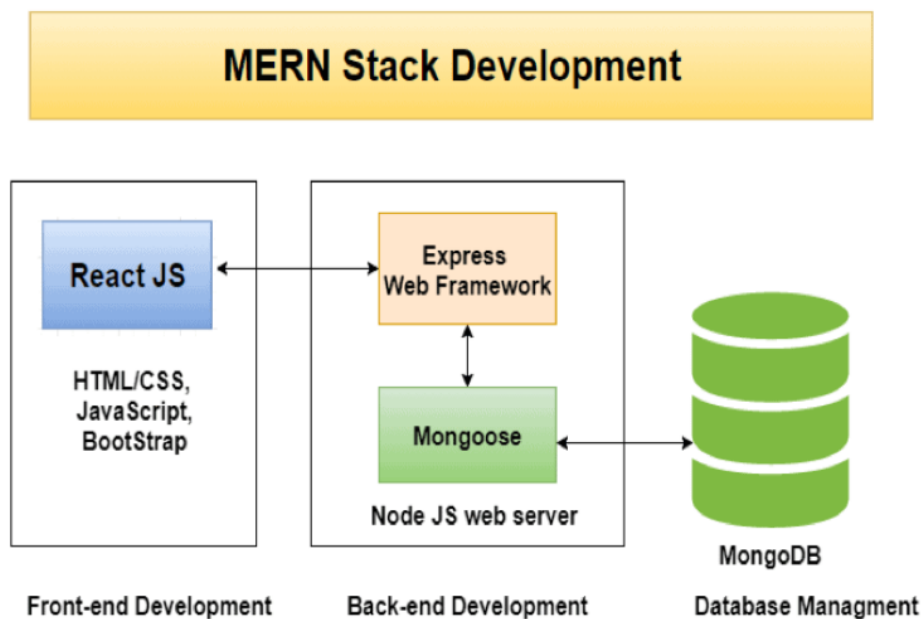 MERN Stack Development
React JS
HTML/CSS,
JavaScript,
BootStrap
Express
Web Framework
Mongoose
Node JS web server
MongoDB
Front-end Development
Back-end Development
Database Managment